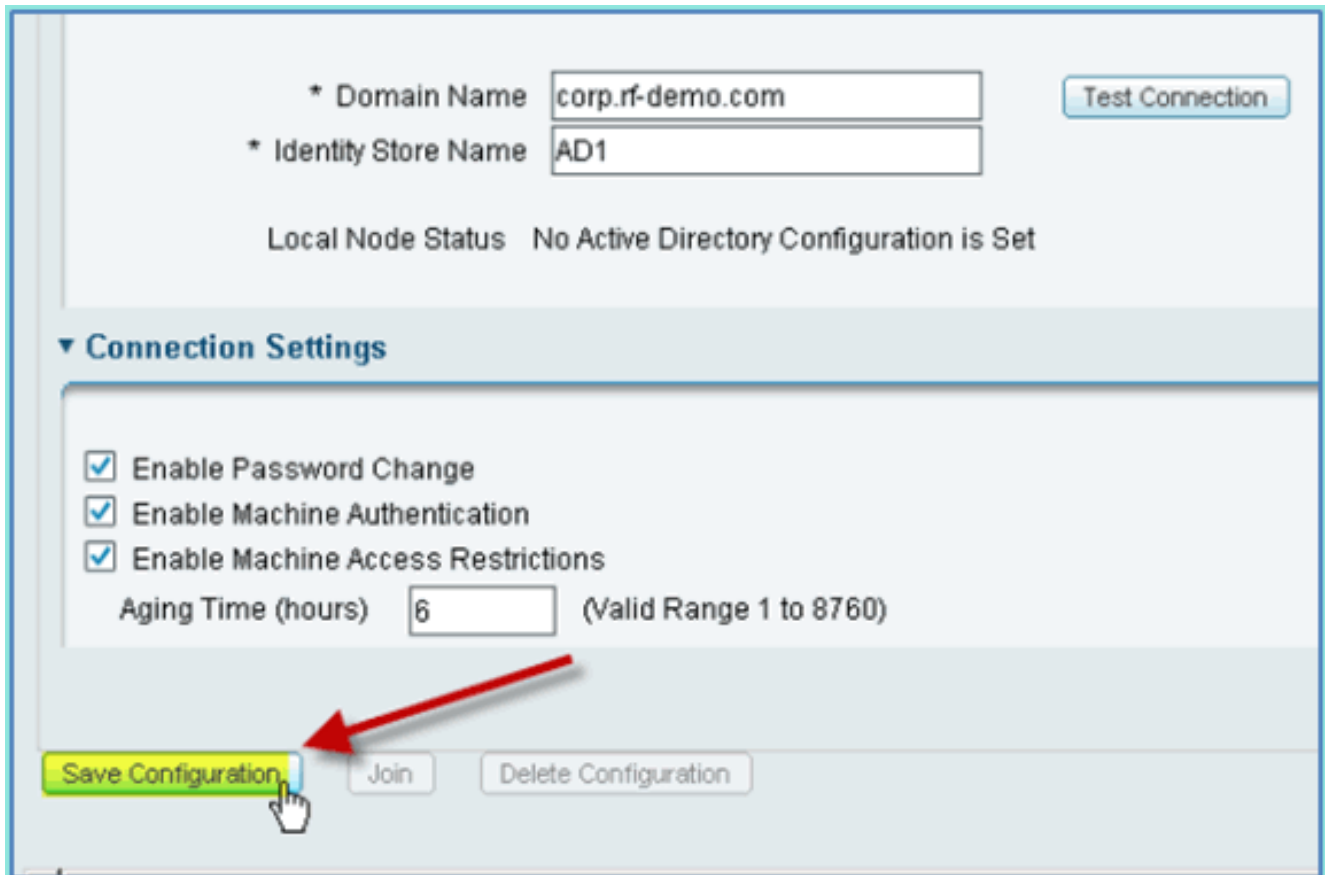 * Domain Name corp.rf-demo.com Test Connection
* Identity Store Name AD1
Local Node Status No Active Directory Configuration is Set
▾ Connection Settings
Enable Password Change
Enable Machine Authentication
Enable Machine Access Restrictions
Aging Time (hours) 6 (Valid Range 1 to 8760)
Save Configuration Join Delete Configuration